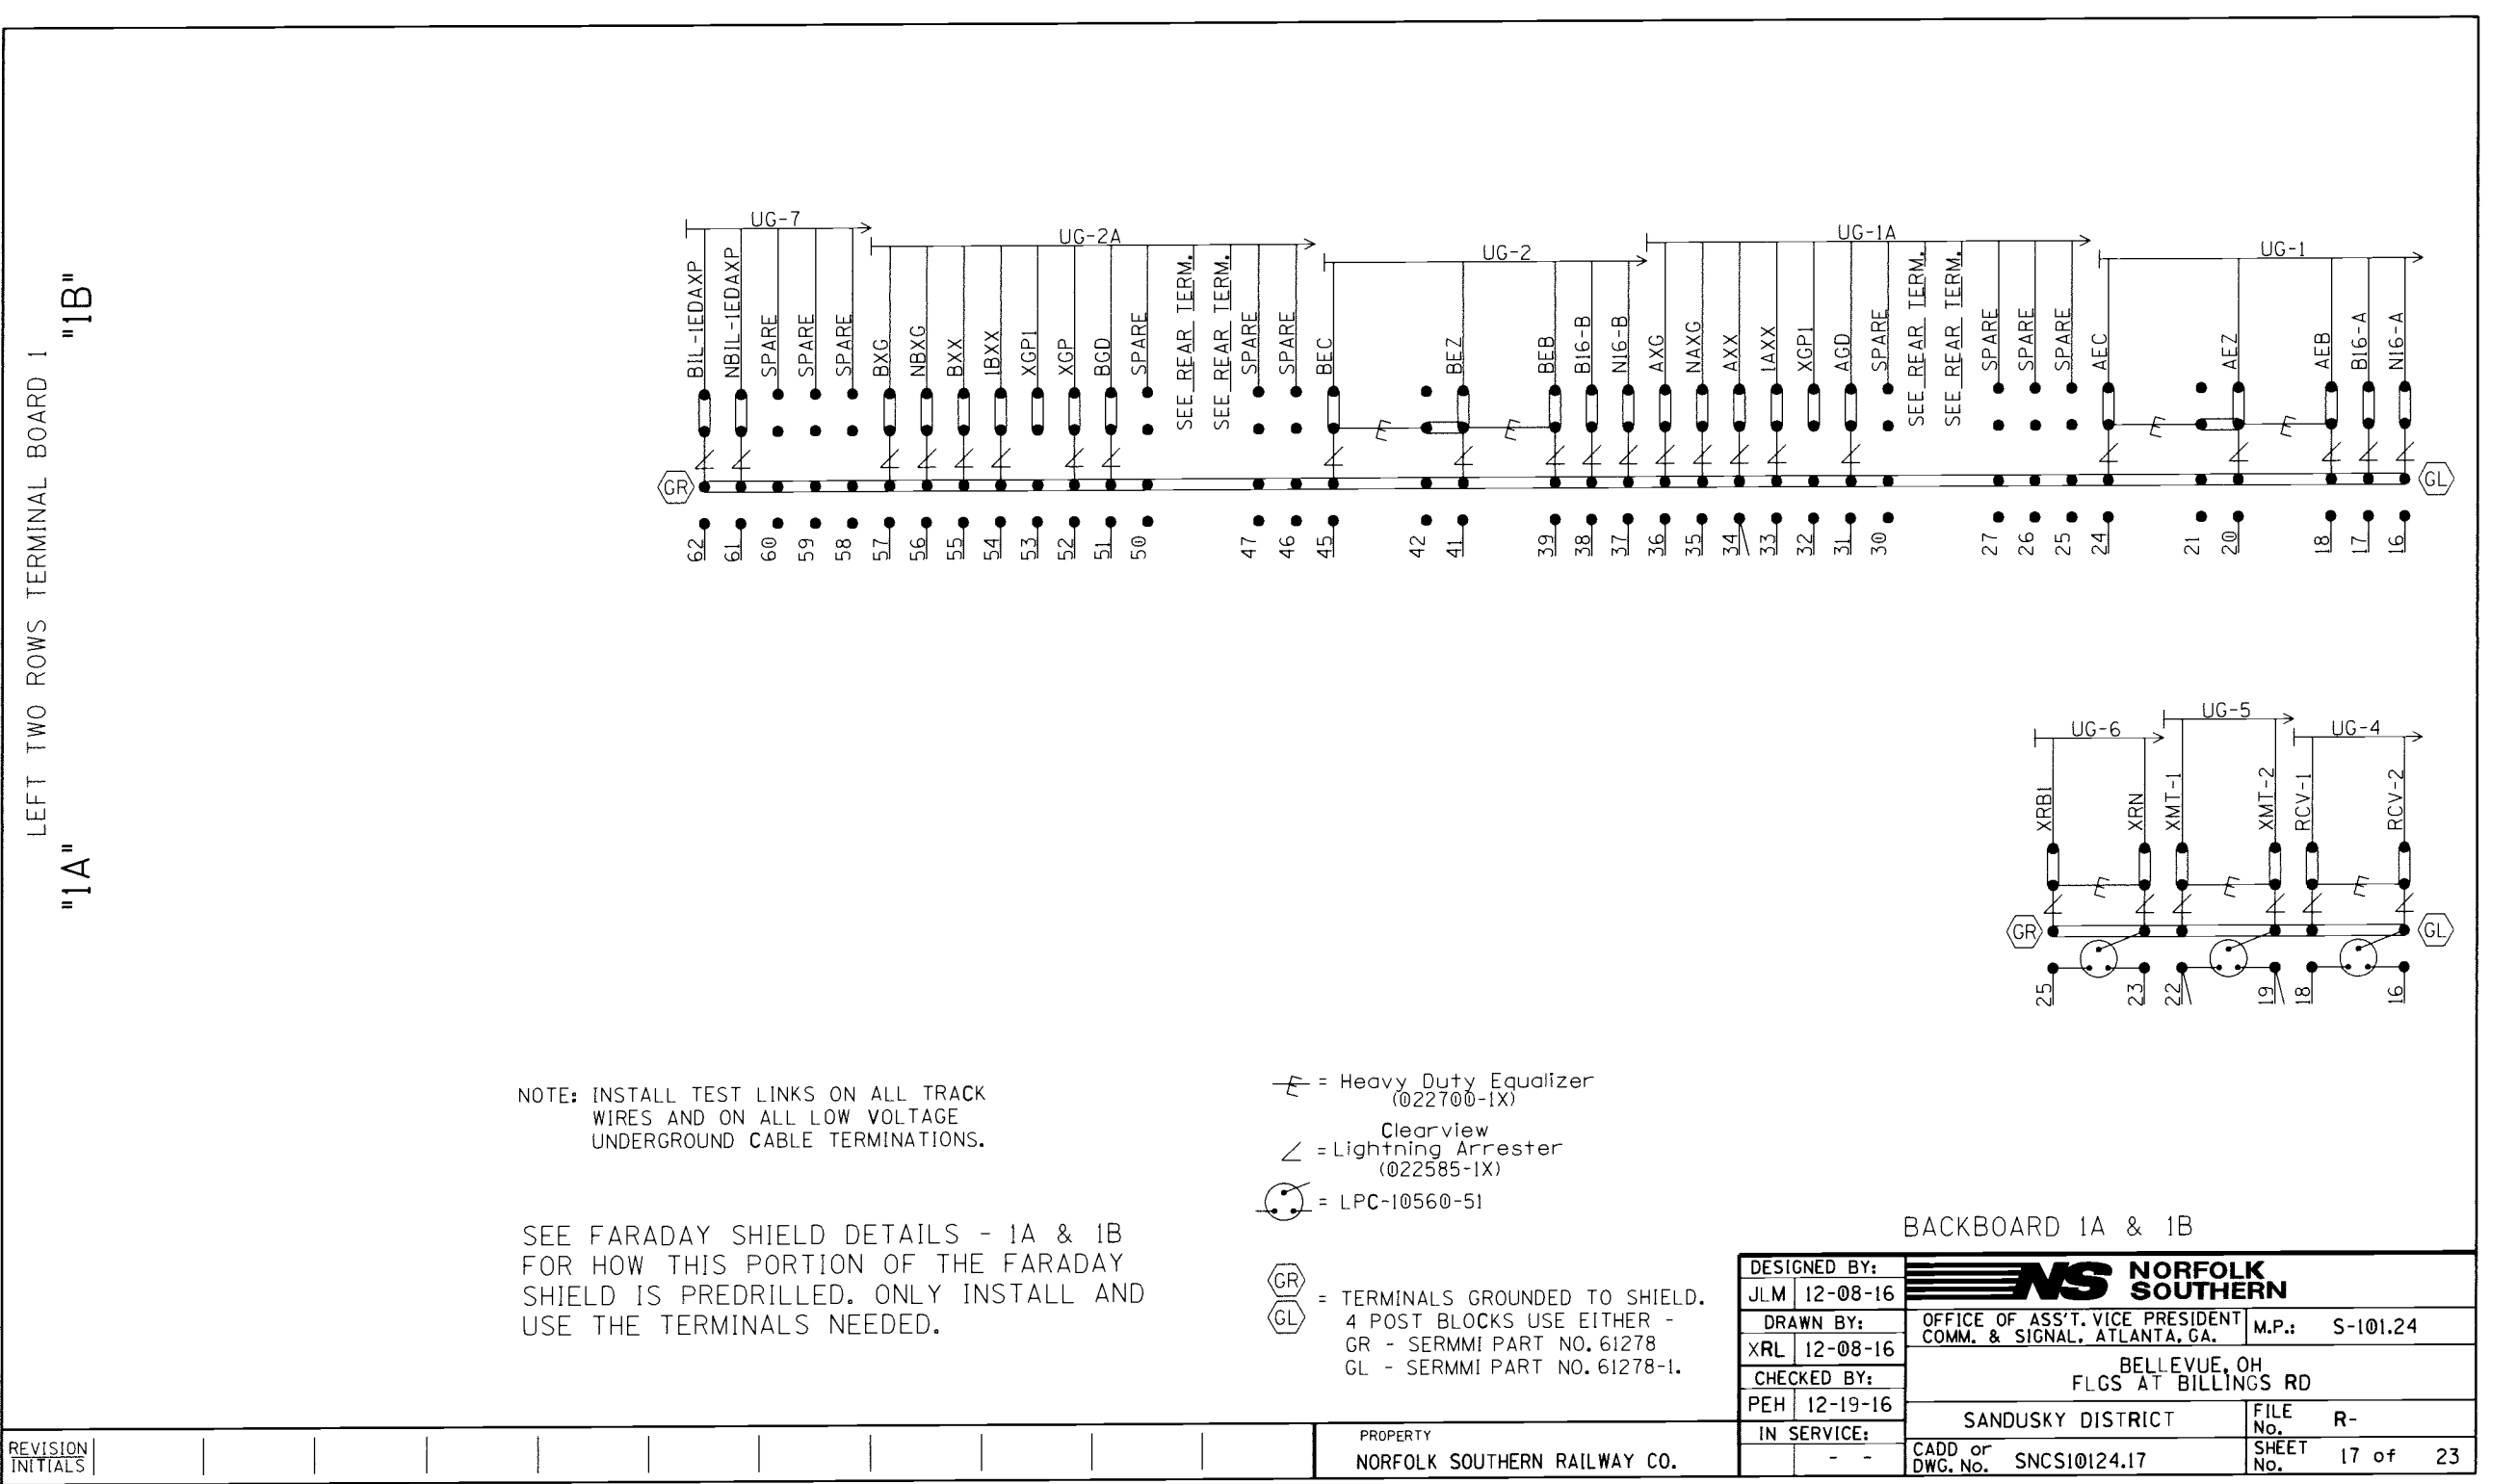 LEFT TWO ROWS TERMINAL BOARD 1
"1A" "1B"
UG-7
UG-2A
UG-2
UG-1A
UG-1
BIL-1EDAXP
NBIL-1EDAXP
SPARE
SPARE
SPARE
BXG
NBXG
BXX
1BXX
XGP1
XGP
BGD
SPARE
SEE REAR TERM.
SEE REAR TERM.
SPARE
SPARE
BEC
BEZ
BEB
B16-B
N16-B
AXG
NAXG
AXX
1AXX
XGP1
AGD
SPARE
SEE REAR TERM.
SEE REAR TERM.
SPARE
SPARE
SPARE
AEC
AEZ
AEB
B16-A
N16-A
E E E E
GR GL
62 61 60 59 58 57 56 55 54 53 52 51 50 47 46 45 42 41 39 38 37 36 35 34 33 32 31 30 27 26 25 24 21 20 18 17 16
UG-6
UG-5
UG-4
XRB1
XRN
XMT-1
XMT-2
RCV-1
RCV-2
E E E
GR GL
25 23 22 19 18 16
NOTE: INSTALL TEST LINKS ON ALL TRACK
WIRES AND ON ALL LOW VOLTAGE
UNDERGROUND CABLE TERMINATIONS.
SEE FARADAY SHIELD DETAILS - 1A & 1B
FOR HOW THIS PORTION OF THE FARADAY
SHIELD IS PREDRILLED. ONLY INSTALL AND
USE THE TERMINALS NEEDED.
E = Heavy Duty Equalizer
(022700-1X)
Clearview
= Lightning Arrester
(022585-1X)
= LPC-10560-51
GR
GL
= TERMINALS GROUNDED TO SHIELD.
4 POST BLOCKS USE EITHER -
GR - SERMMI PART NO. 61278
GL - SERMMI PART NO. 61278-1.
BACKBOARD 1A & 1B
DESIGNED BY:
JLM 12-08-16
DRAWN BY:
XRL 12-08-16
CHECKED BY:
PEH 12-19-16
IN SERVICE:
- -
NS NORFOLK
SOUTHERN
OFFICE OF ASS'T. VICE PRESIDENT
COMM. & SIGNAL, ATLANTA, GA.
M.P.: S-101.24
BELLEVUE, OH
FLGS AT BILLINGS RD
SANDUSKY DISTRICT
FILE No. R-
CADD or DWG. No. SNCS10124.17
SHEET No. 17 of 23
PROPERTY
NORFOLK SOUTHERN RAILWAY CO.
REVISION
INITIALS